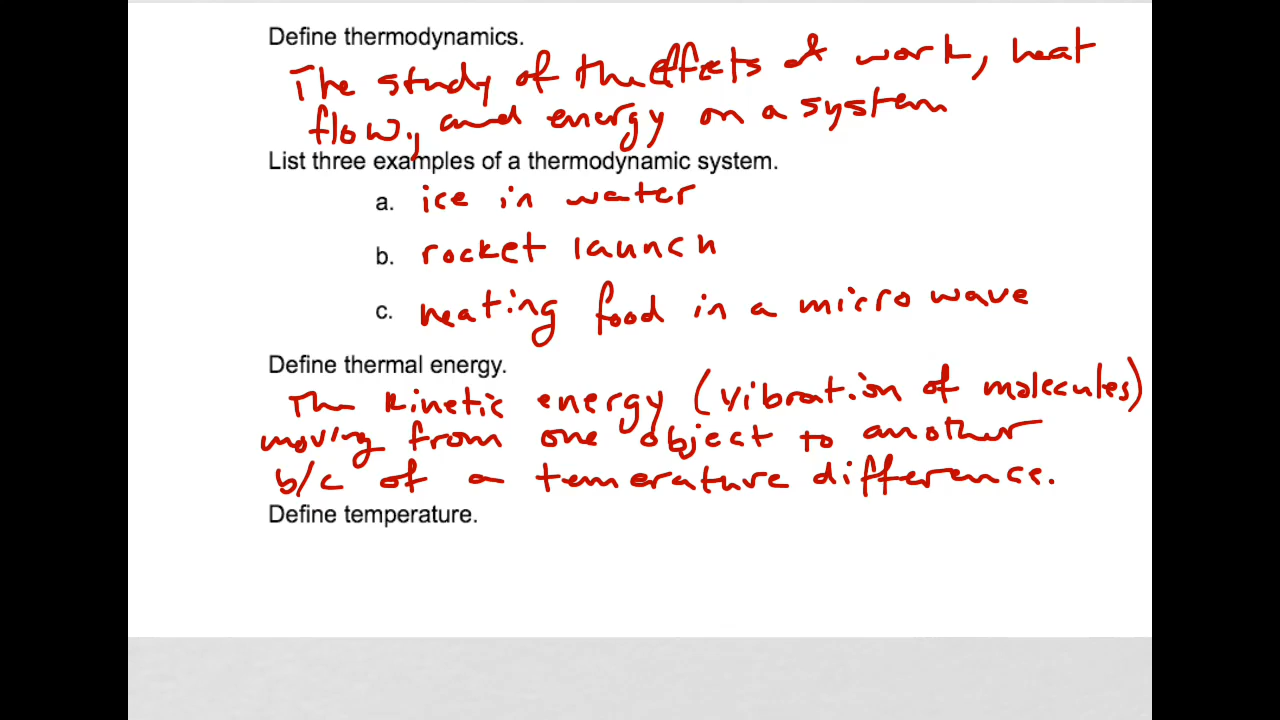 Define thermodynamics.
The study of the effects of work, heat
flow, and energy on a system
List three examples of a thermodynamic system.
a. ice in water
b. rocket launch
c. heating food in a microwave
Define thermal energy.
The kinetic energy (vibration of molecules)
moving from one object to another
b/c of a temerature difference.
Define temperature.